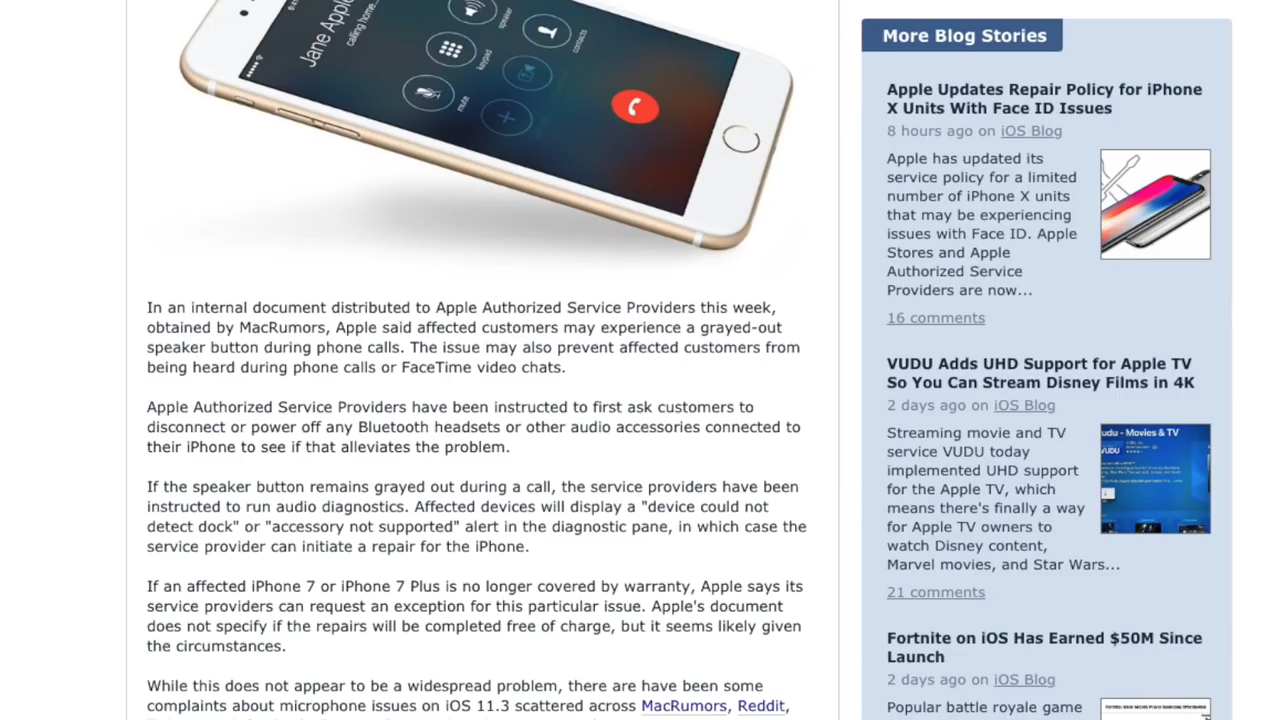 Jane Apple
calling home...
speaker
contacts
keypad
mute
In an internal document distributed to Apple Authorized Service Providers this week,
obtained by MacRumors, Apple said affected customers may experience a grayed-out
speaker button during phone calls. The issue may also prevent affected customers from
being heard during phone calls or FaceTime video chats.
Apple Authorized Service Providers have been instructed to first ask customers to
disconnect or power off any Bluetooth headsets or other audio accessories connected to
their iPhone to see if that alleviates the problem.
If the speaker button remains grayed out during a call, the service providers have been
instructed to run audio diagnostics. Affected devices will display a "device could not
detect dock" or "accessory not supported" alert in the diagnostic pane, in which case the
service provider can initiate a repair for the iPhone.
If an affected iPhone 7 or iPhone 7 Plus is no longer covered by warranty, Apple says its
service providers can request an exception for this particular issue. Apple's document
does not specify if the repairs will be completed free of charge, but it seems likely given
the circumstances.
While this does not appear to be a widespread problem, there are have been some
complaints about microphone issues on iOS 11.3 scattered across MacRumors, Reddit,
More Blog Stories
Apple Updates Repair Policy for iPhone
X Units With Face ID Issues
8 hours ago on iOS Blog
Apple has updated its
service policy for a limited
number of iPhone X units
that may be experiencing
issues with Face ID. Apple
Stores and Apple
Authorized Service
Providers are now...
16 comments
VUDU Adds UHD Support for Apple TV
So You Can Stream Disney Films in 4K
2 days ago on iOS Blog
Streaming movie and TV
service VUDU today
implemented UHD support
for the Apple TV, which
means there's finally a way
for Apple TV owners to
watch Disney content,
Marvel movies, and Star Wars...
udu - Movies & TV
VUDU
21 comments
Fortnite on iOS Has Earned $50M Since
Launch
2 days ago on iOS Blog
Popular battle royale game